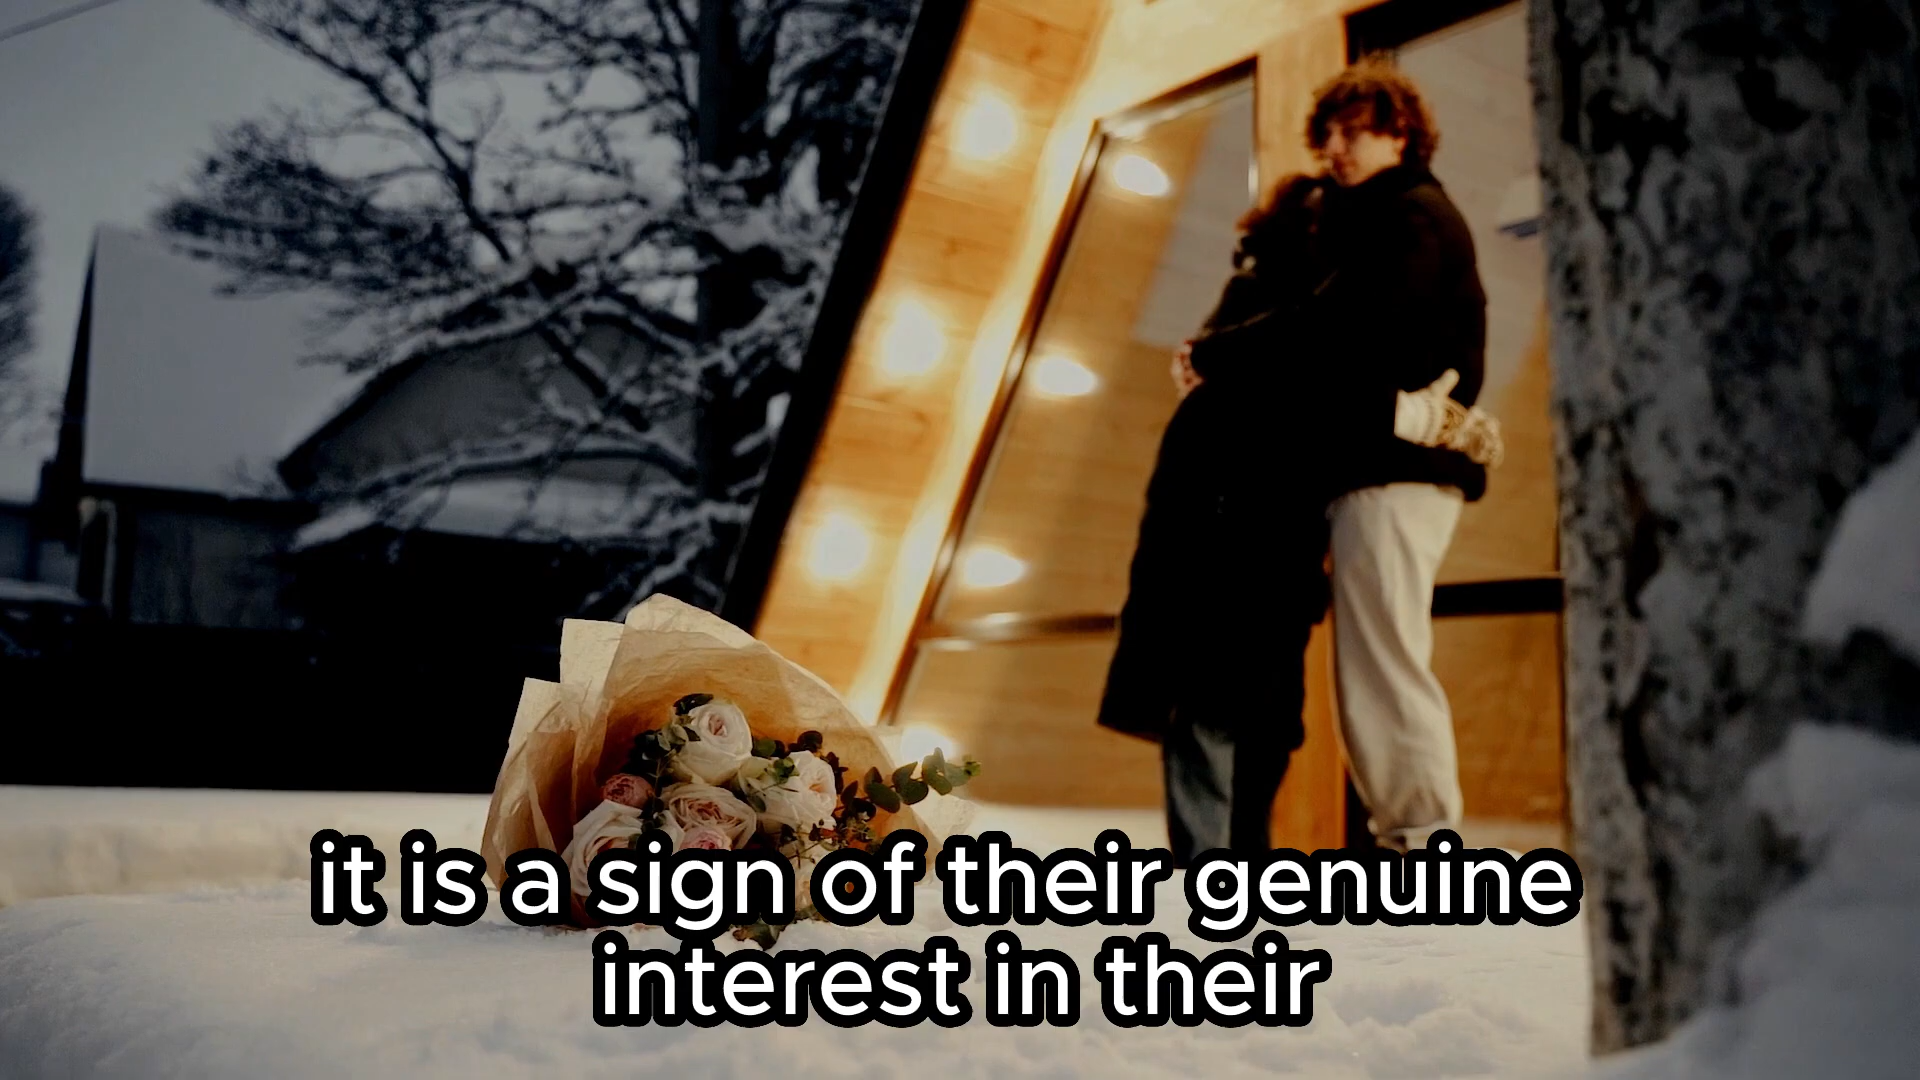 it is a sign of their genuine
interest in their